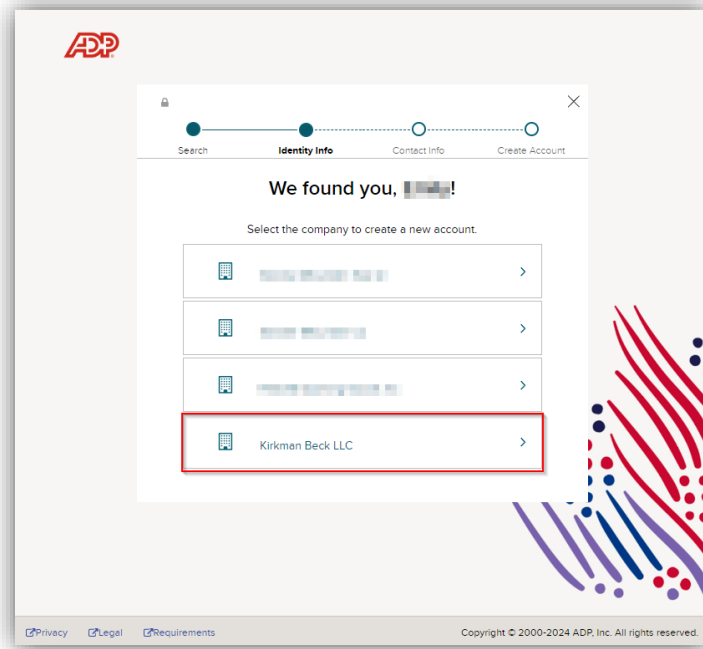 ADP
Search
Identity Info
Contact Info
Create Account
We found you, !
Select the company to create a new account.
Kirkman Beck LLC
Privacy Legal Requirements
Copyright © 2000-2024 ADP, Inc. All rights reserved.